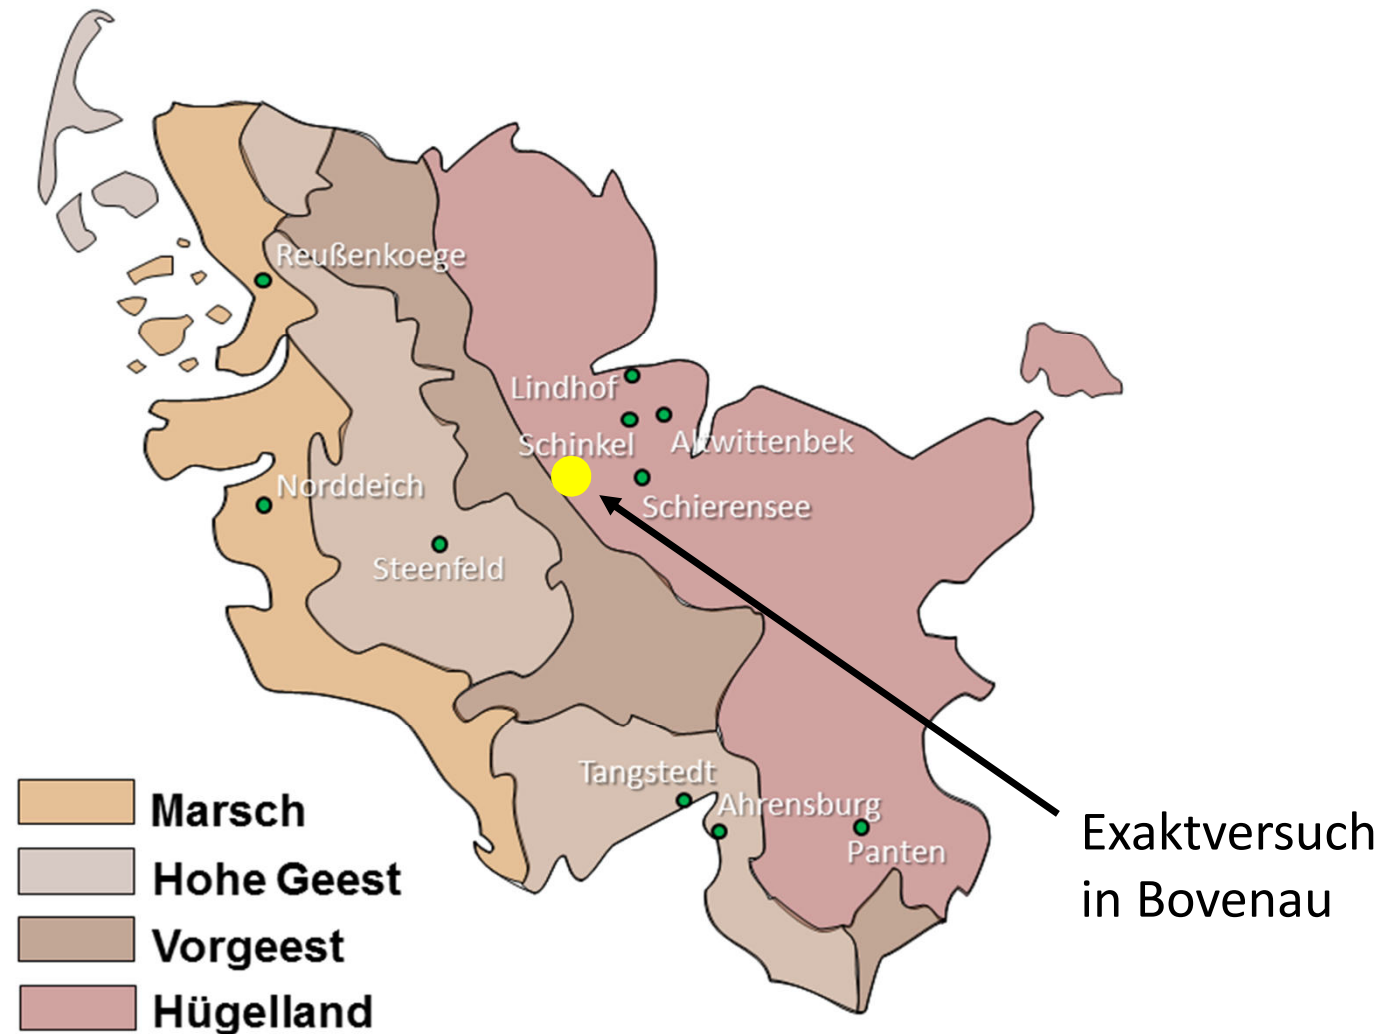 Reußenkoege
Lindhof
Schinkel
Altwittenbek
Norddeich
Schierensee
Steenfeld
Tangstedt
Ahrensburg
Panten
Marsch
Hohe Geest
Vorgeest
Hügelland
Exaktversuch
in Bovenau